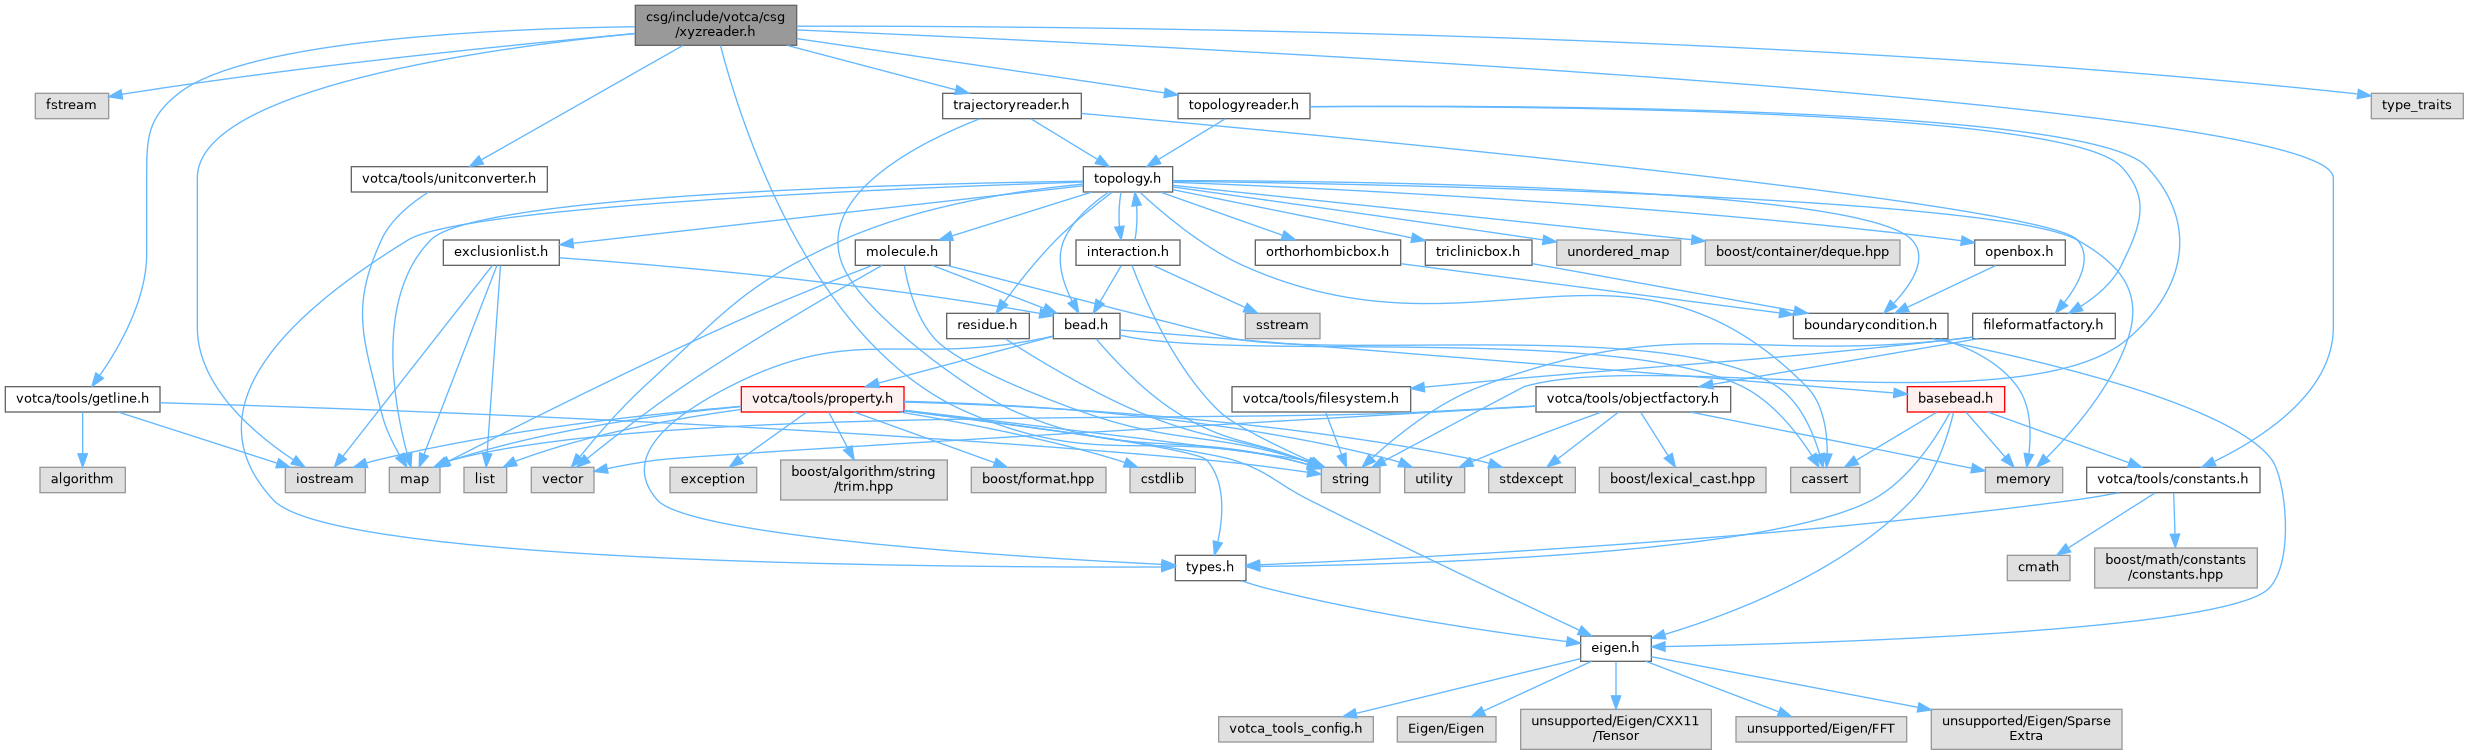 csg/include/votca/csg
/xyzreader.h
fstream
trajectoryreader.h
topologyreader.h
type_traits
votca/tools/unitconverter.h
topology.h
exclusionlist.h
molecule.h
interaction.h
orthorhombicbox.h
triclinicbox.h
unordered_map
boost/container/deque.hpp
openbox.h
residue.h
bead.h
sstream
boundarycondition.h
fileformatfactory.h
votca/tools/getline.h
votca/tools/property.h
votca/tools/filesystem.h
votca/tools/objectfactory.h
basebead.h
algorithm
iostream
map
list
vector
exception
boost/algorithm/string
/trim.hpp
boost/format.hpp
cstdlib
string
utility
stdexcept
boost/lexical_cast.hpp
cassert
memory
votca/tools/constants.h
types.h
cmath
boost/math/constants
/constants.hpp
eigen.h
votca_tools_config.h
Eigen/Eigen
unsupported/Eigen/CXX11
/Tensor
unsupported/Eigen/FFT
unsupported/Eigen/Sparse
Extra